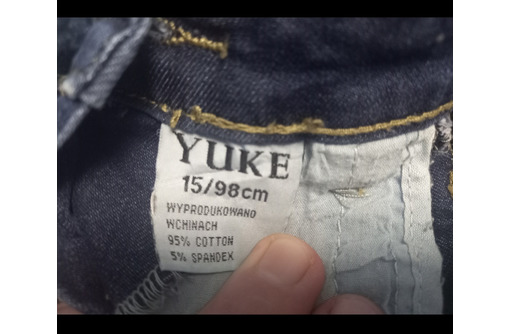 YUKE
15/98cm
WYPRODUKOWANO
WCHINACH
95% COTTON
5% SPANDEX